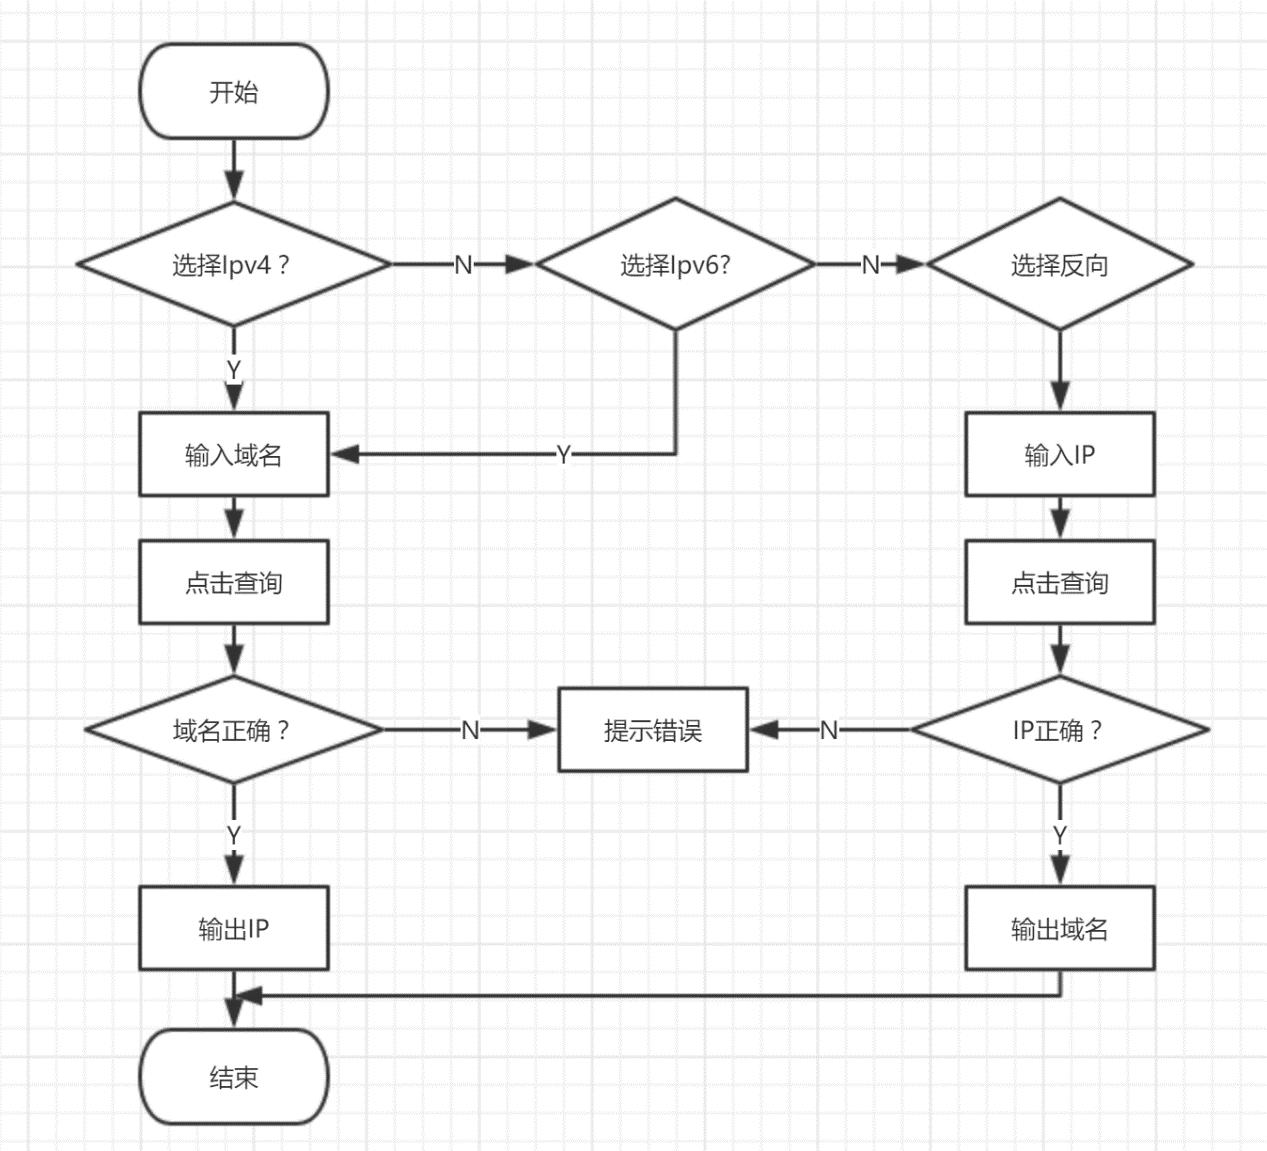 开始
选择Ipv4？
N
选择Ipv6?
N
选择反向
Y
输入域名
Y
输入IP
点击查询
点击查询
域名正确？
N
提示错误
N
IP正确？
Y
Y
输出IP
输出域名
结束